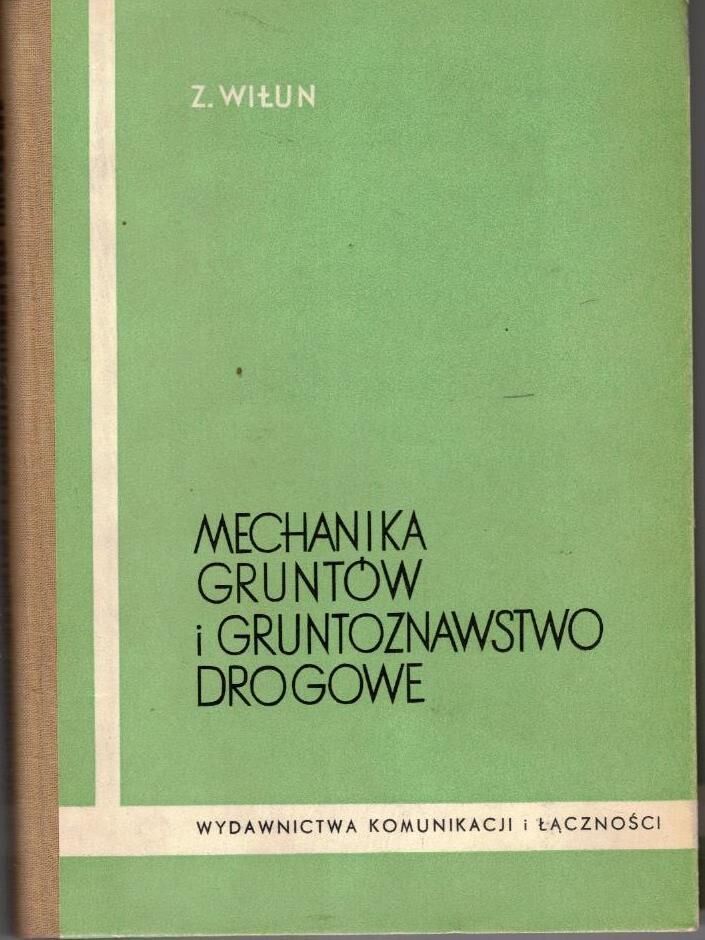 Z. WIŁUN
MECHANIKA
GRUNTÓW
i GRUNTOZNAWSTWO
DROGOWE
WYDAWNICTWA KOMUNIKACJI i ŁĄCZNOŚCI